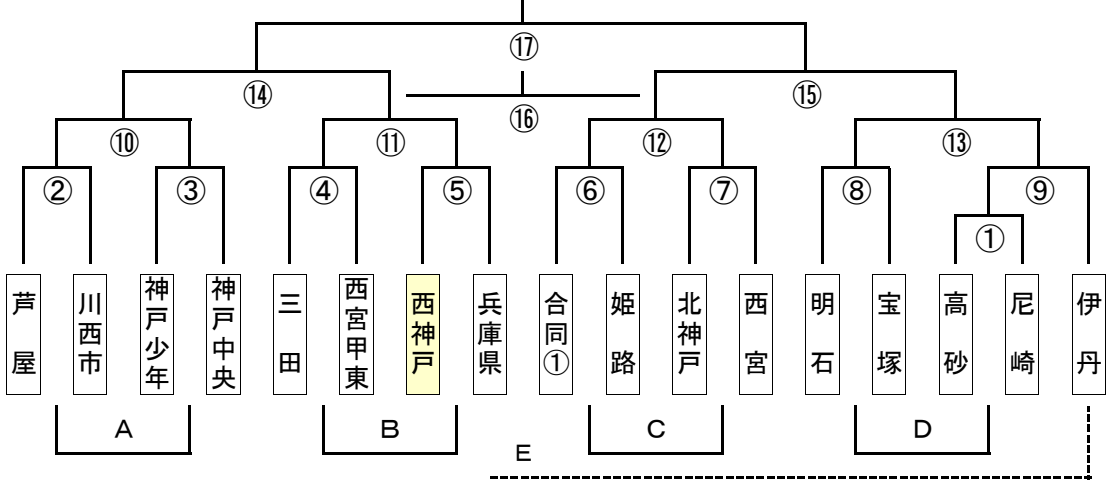 ⑰
⑭ ⑮
⑯
⑩ ⑪ ⑫ ⑬
② ③ ④ ⑤ ⑥ ⑦ ⑧ ⑨
①
芦屋
川西市
神戸少年
神戸中央
三田
西宮甲東
西神戸
兵庫県
合同①
姫路
北神戸
西宮
明石
宝塚
高砂
尼崎
伊丹
A B C D
E